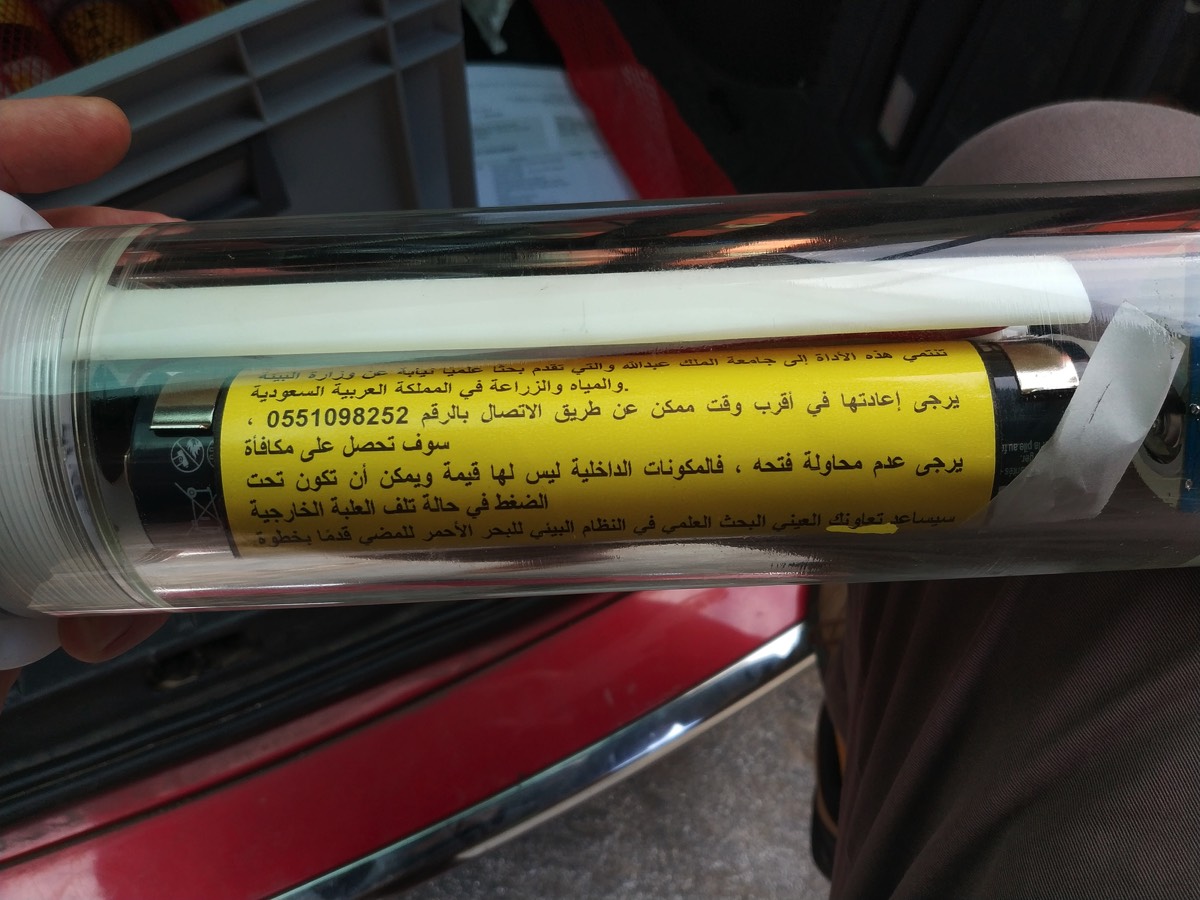 تنتمي هذه الأداة إلى جامعة الملك عبدالله والتي تقدم بحثا علميا نيابة عن وزارة البيئة
والمياه والزراعة في المملكة العربية السعودية.
يرجى إعادتها في أقرب وقت ممكن عن طريق الاتصال بالرقم 0551098252 ،
سوف تحصل على مكافأة
يرجى عدم محاولة فتحه ، فالمكونات الداخلية ليس لها قيمة ويمكن أن تكون تحت
الضغط في حالة تلف العلبة الخارجية
سيساعد تعاونك العيني البحث العلمي في النظام البيئي للبحر الأحمر للمضي قدمًا بخطوة.